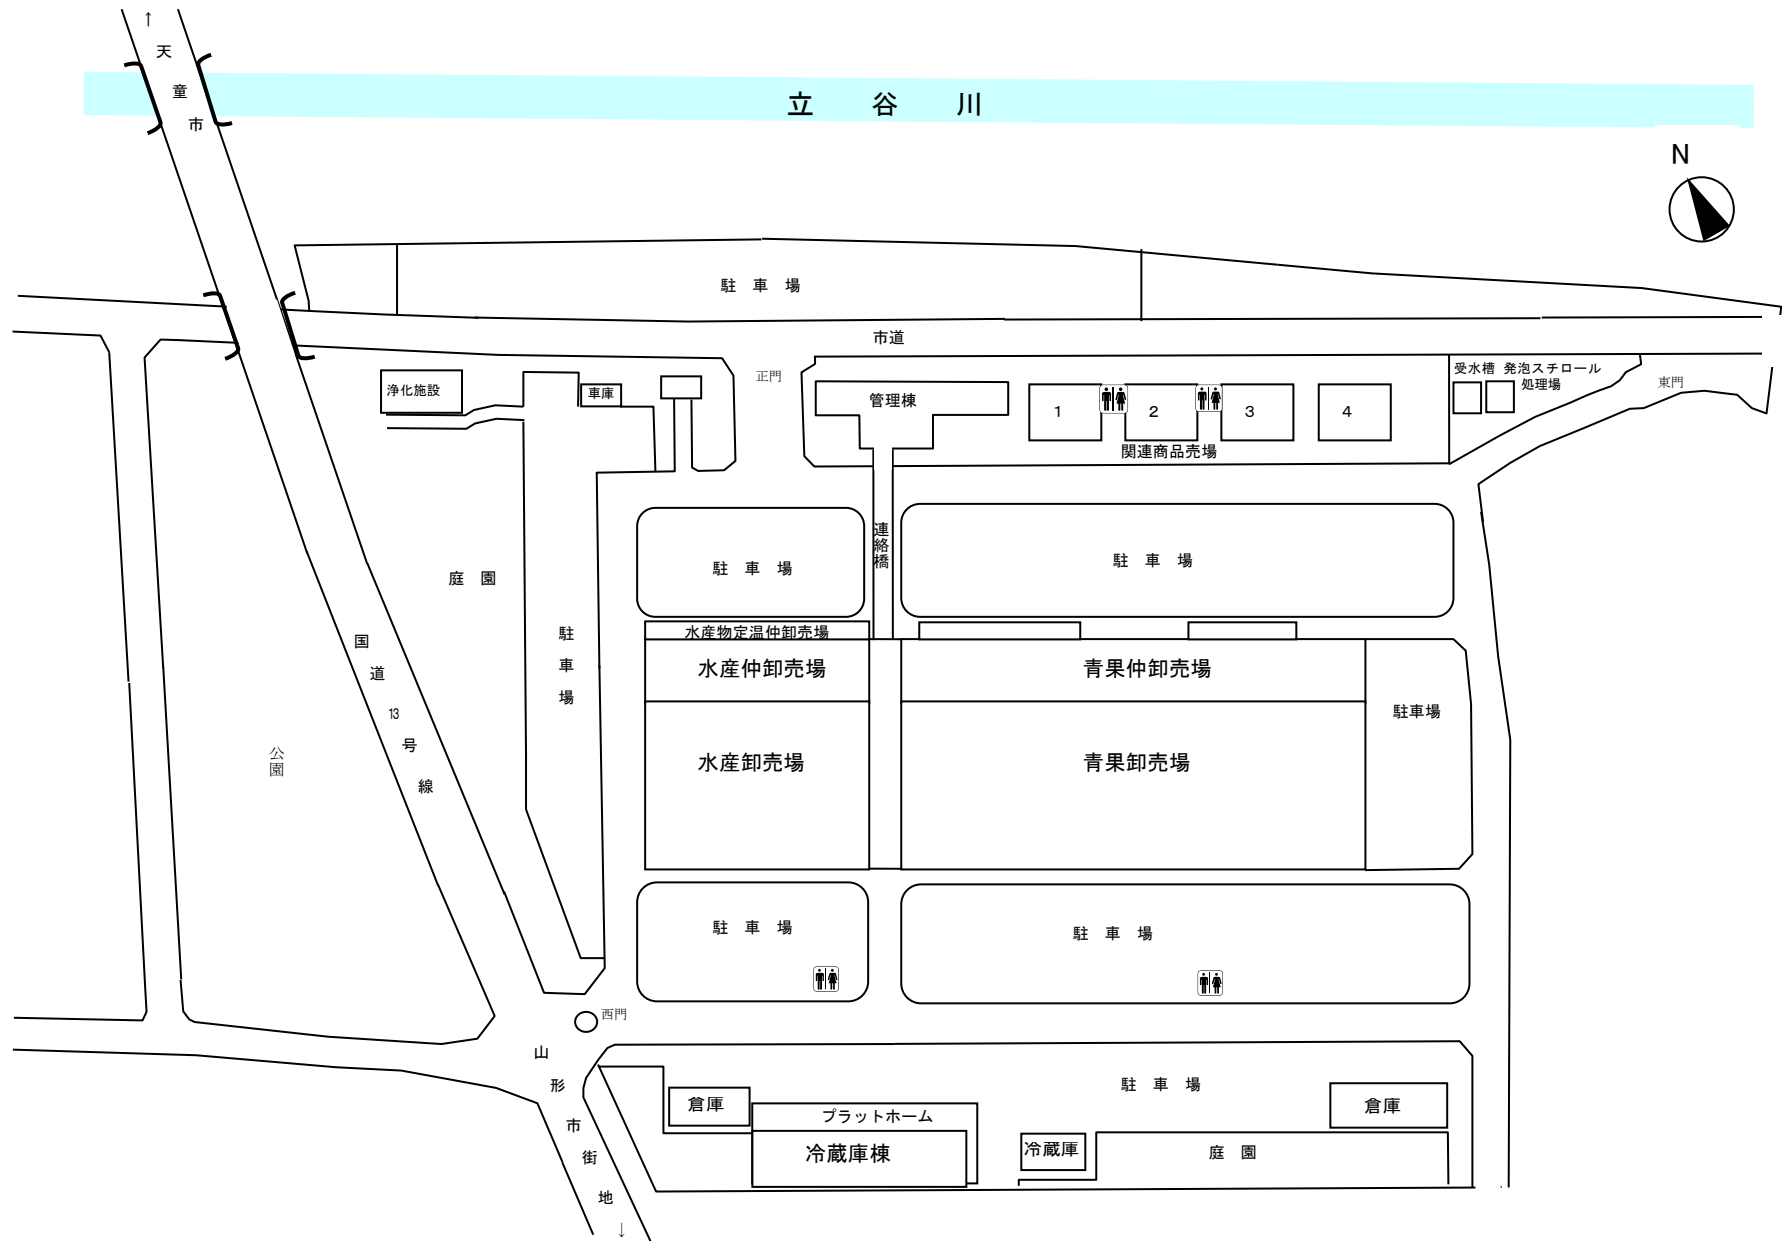 ↑
天童市
立谷川
N
駐車場
市道
正門
浄化施設
車庫
管理棟
1
2
3
4
関連商品売場
受水槽
発泡スチロール
処理場
東門
連絡橋
駐車場
駐車場
庭園
駐車場
国道13号線
公園
水産物定温仲卸売場
水産仲卸売場
青果仲卸売場
駐車場
水産卸売場
青果卸売場
駐車場
駐車場
西門
山形市街地
↓
倉庫
プラットホーム
冷蔵庫棟
冷蔵庫
駐車場
倉庫
庭園